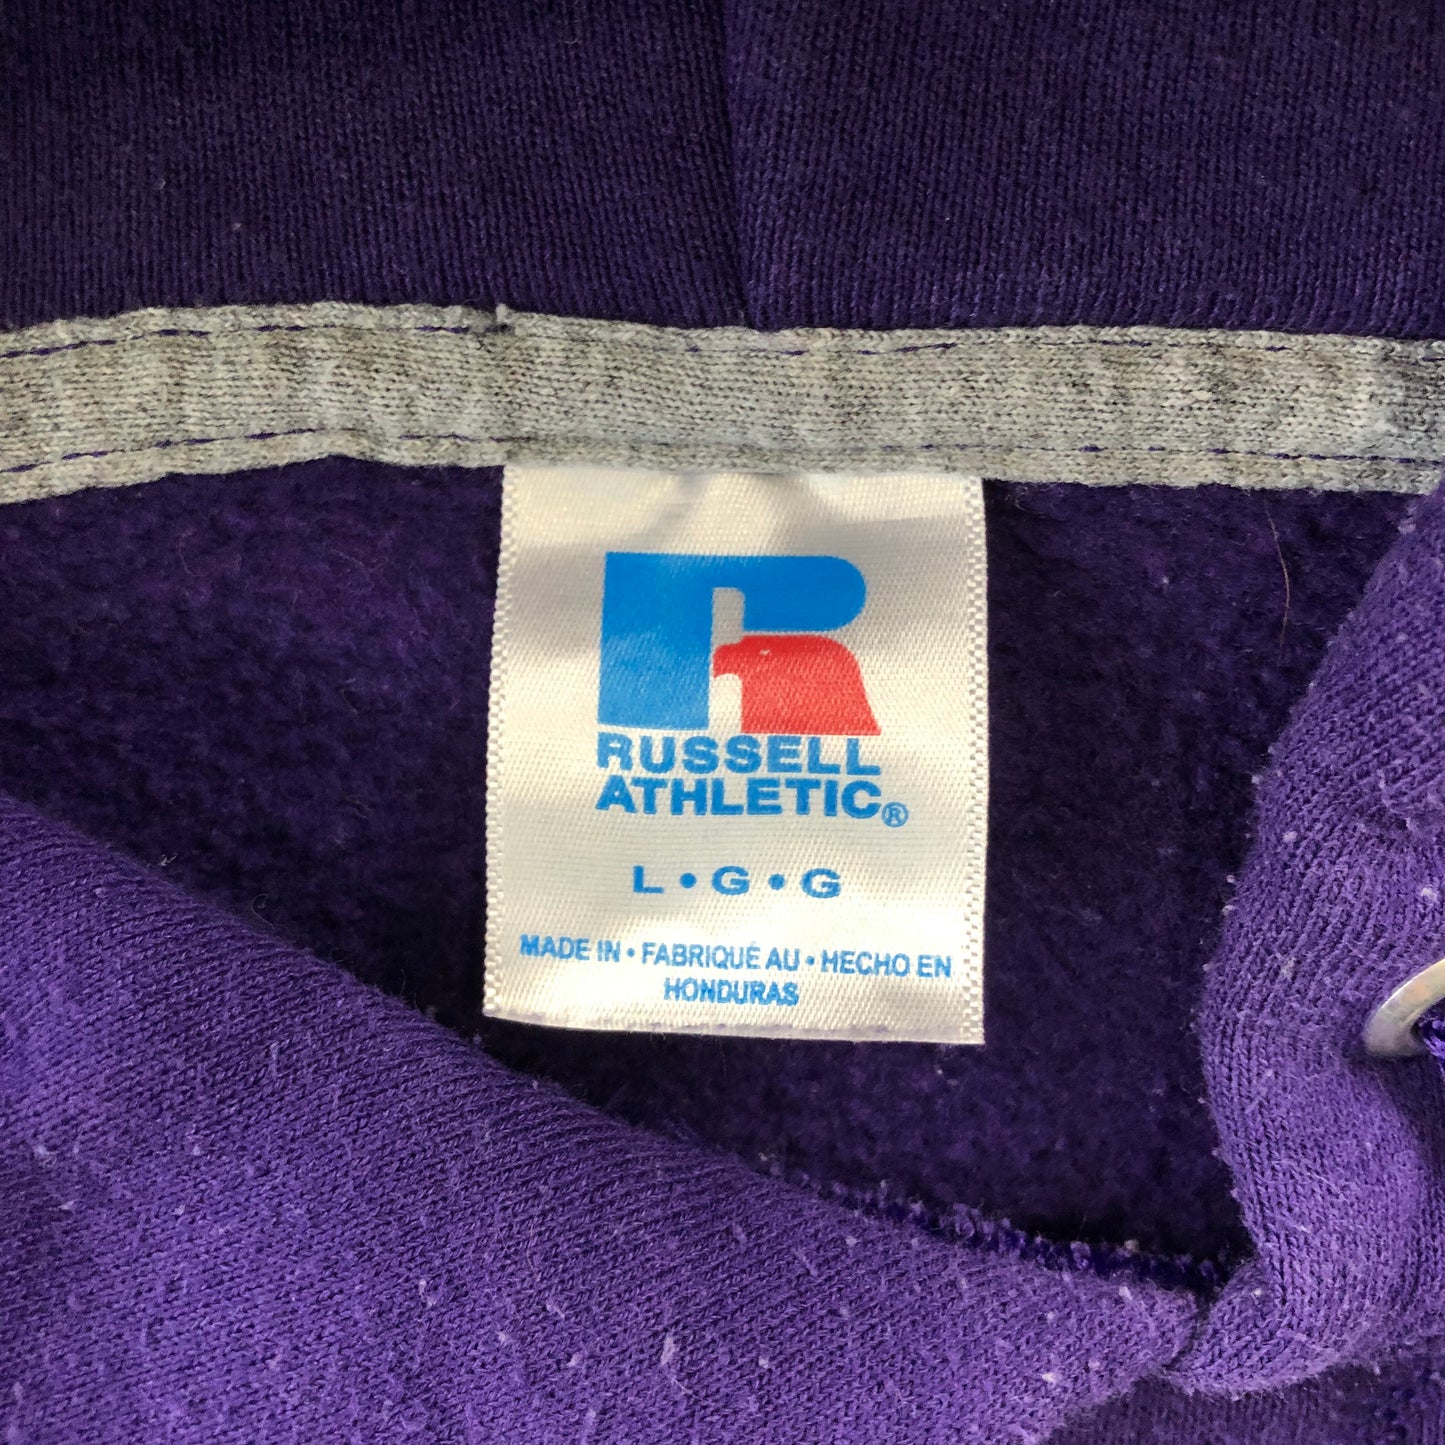 R
RUSSELL
ATHLETIC®
L • G • G
MADE IN • FABRIQUÉ AU • HECHO EN
HONDURAS